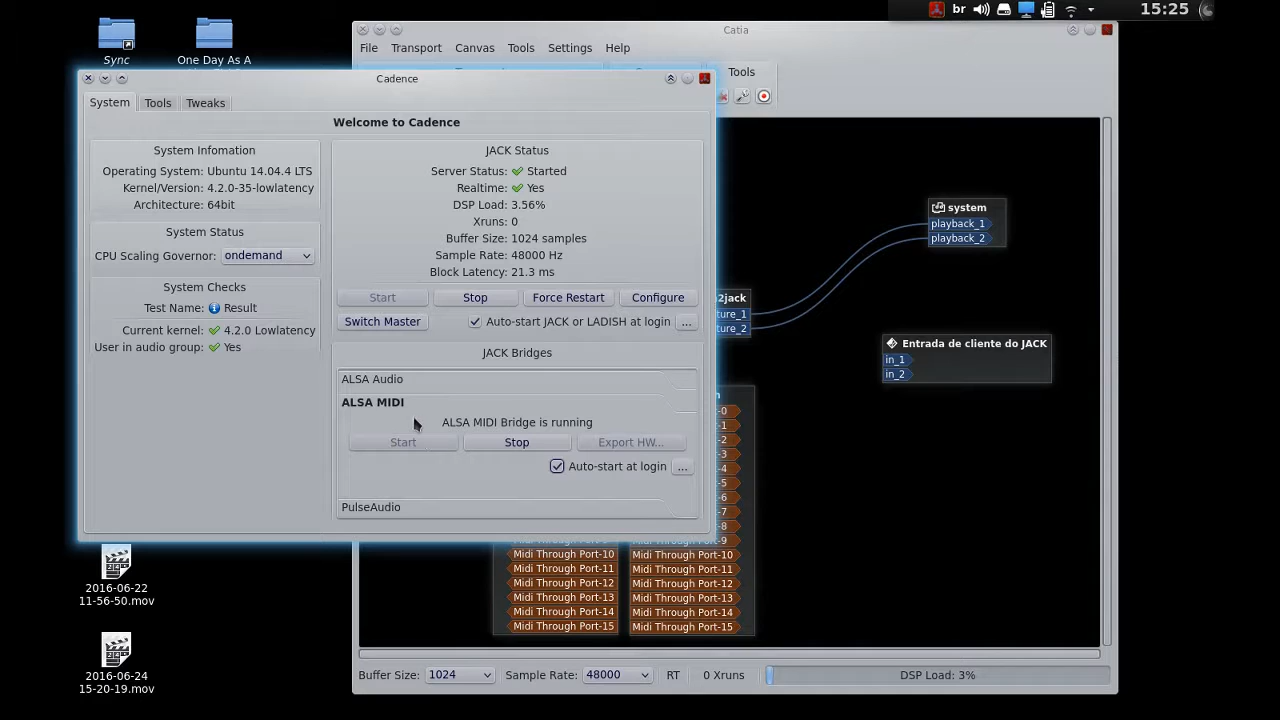 br
15:25
Sync
One Day As A
Catia
File Transport Canvas Tools Settings Help
Tools
Cadence
System Tools Tweaks
Welcome to Cadence
System Infomation
Operating System: Ubuntu 14.04.4 LTS
Kernel/Version: 4.2.0-35-lowlatency
Architecture: 64bit
System Status
CPU Scaling Governor: ondemand
System Checks
Test Name: Result
Current kernel: 4.2.0 Lowlatency
User in audio group: Yes
JACK Status
Server Status: Started
Realtime: Yes
DSP Load: 3.56%
Xruns: 0
Buffer Size: 1024 samples
Sample Rate: 48000 Hz
Block Latency: 21.3 ms
Start Stop Force Restart Configure
Switch Master Auto-start JACK or LADISH at login ...
JACK Bridges
ALSA Audio
ALSA MIDI
ALSA MIDI Bridge is running
Start Stop Export HW...
Auto-start at login ...
PulseAudio
system
playback_1
playback_2
2jack
ture_1
ture_2
Entrada de cliente do JACK
in_1
in_2
-0
-1
-2
-3
-4
-5
-6
-7
-8
-9
Midi Through Port-10 Midi Through Port-10
Midi Through Port-11 Midi Through Port-11
Midi Through Port-12 Midi Through Port-12
Midi Through Port-13 Midi Through Port-13
Midi Through Port-14 Midi Through Port-14
Midi Through Port-15 Midi Through Port-15
2016-06-22
11-56-50.mov
2016-06-24
15-20-19.mov
Buffer Size: 1024 Sample Rate: 48000 RT 0 Xruns DSP Load: 3%